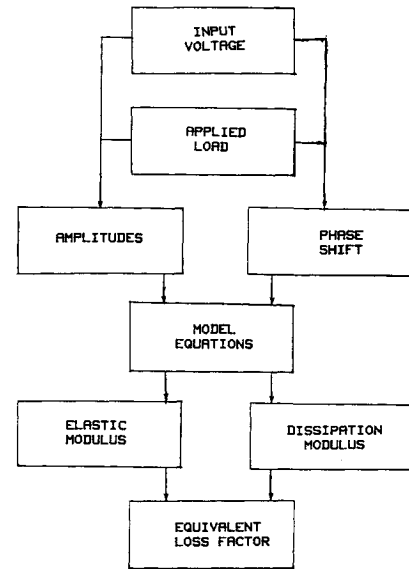 INPUT
VOLTAGE
APPLIED
LOAD
AMPLITUDES
PHASE
SHIFT
MODEL
EQUATIONS
ELASTIC
MODULUS
DISSIPATION
MODULUS
EQUIVALENT
LOSS FACTOR